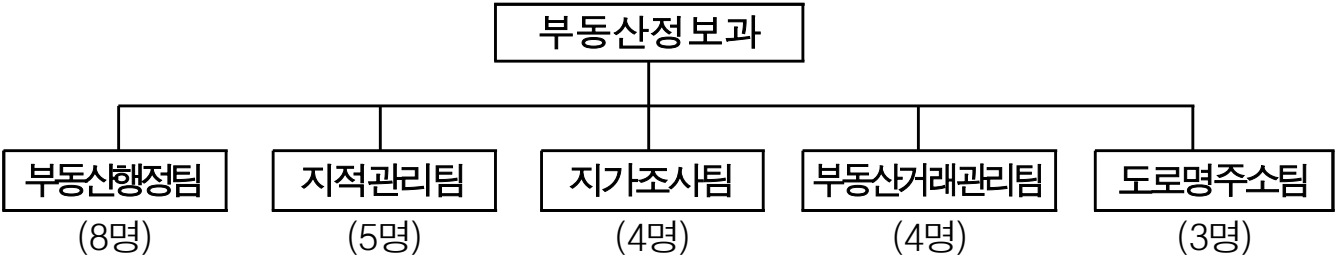 부동산정보과
부동산행정팀 지적관리팀 지가조사팀 부동산거래관리팀 도로명주소팀
(8명) (5명) (4명) (4명) (3명)